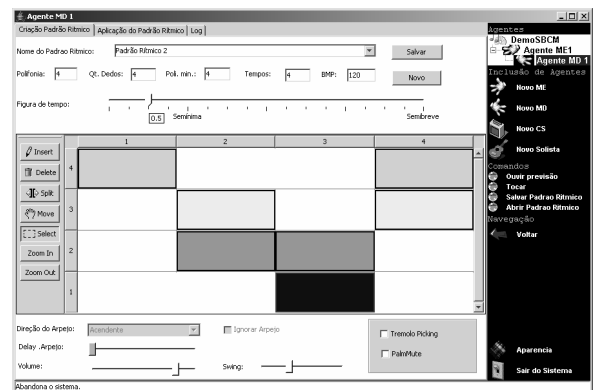 Agente MD 1
Criação Padrão Ritmico | Aplicação do Padrão Rítmico | Log
Nome do Padrao Ritmico: Padrão Rítmico 2 Salvar
Polifonia: 4 Qt. Dedos: 4 Poli. min.: 4 Tempos: 4 BMP: 120 Novo
Figura de tempo:
0.5 Semínima Semibreve
1 2 3 4
Insert
Delete
Split
Move
Select
Zoom In
Zoom Out
4
3
2
1
Direção do Arpejo: Acendente Ignorar Arpejo
Delay .Arpejo:
Volume: Swing:
Tremolo Picking
PalmMute
Abandona o sistema.
Agentes
DemoSBCM
Agente ME1
Agente MD 1
Inclusão de Agentes
Novo ME
Novo MD
Novo CS
Novo Solista
Comandos
Ouvir previsão
Tocar
Salvar Padrao Ritmico
Abrir Padrao Ritmico
Navegação
Voltar
Aparencia
Sair do Sistema